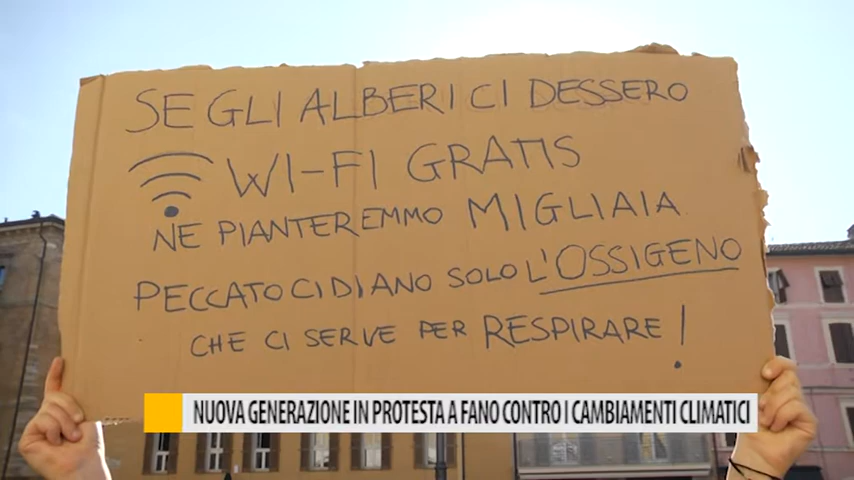 SE GLI ALBERI CI DESSERO
WI-FI GRATIS
NE PIANTEREMMO MIGLIAIA
PECCATO CI DIANO SOLO L'OSSIGENO
CHE CI SERVE PER RESPIRARE!
NUOVA GENERAZIONE IN PROTESTA A FANO CONTRO I CAMBIAMENTI CLIMATICI